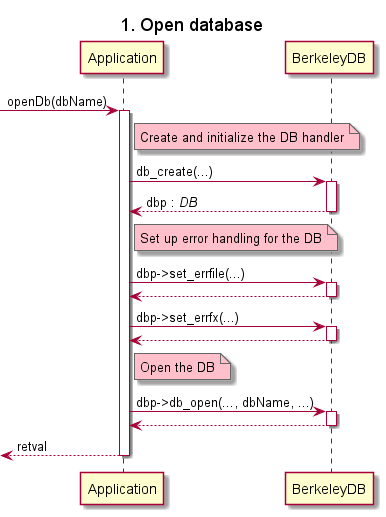 1. Open database
Application
BerkeleyDB
openDb(dbName)
Create and initialize the DB handler
db_create(...)
dbp : DB
Set up error handling for the DB
dbp->set_errfile(...)
dbp->set_errfx(...)
Open the DB
dbp->db_open(..., dbName, ...)
retval
Application
BerkeleyDB